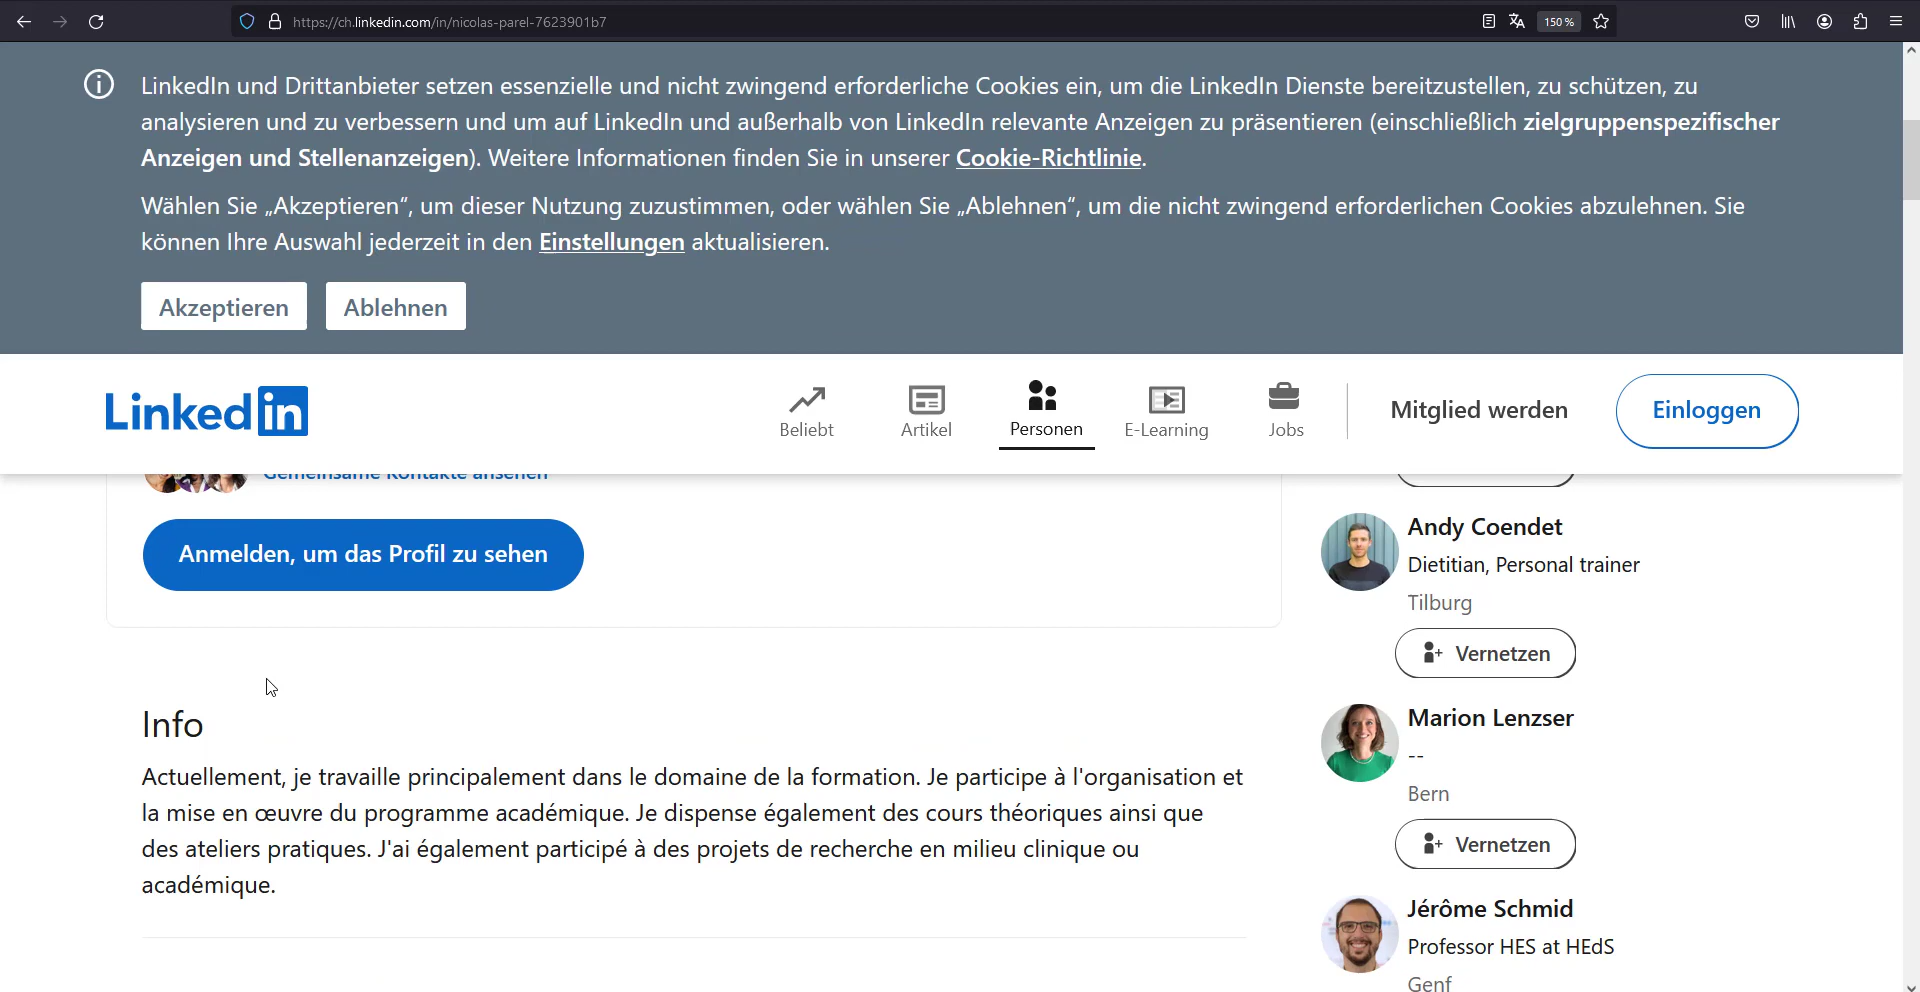 https://ch.linkedin.com/in/nicolas-parel-7623901b7
150 %
LinkedIn und Drittanbieter setzen essenzielle und nicht zwingend erforderliche Cookies ein, um die LinkedIn Dienste bereitzustellen, zu schützen, zu
analysieren und zu verbessern und um auf LinkedIn und außerhalb von LinkedIn relevante Anzeigen zu präsentieren (einschließlich zielgruppenspezifischer
Anzeigen und Stellenanzeigen). Weitere Informationen finden Sie in unserer Cookie-Richtlinie.
Wählen Sie „Akzeptieren“, um dieser Nutzung zuzustimmen, oder wählen Sie „Ablehnen“, um die nicht zwingend erforderlichen Cookies abzulehnen. Sie
können Ihre Auswahl jederzeit in den Einstellungen aktualisieren.
Akzeptieren
Ablehnen
Linkedin
Beliebt
Artikel
Personen
E-Learning
Jobs
Mitglied werden
Einloggen
Gemeinsame Kontakte ansehen
Anmelden, um das Profil zu sehen
Info
Actuellement, je travaille principalement dans le domaine de la formation. Je participe à l'organisation et
la mise en œuvre du programme académique. Je dispense également des cours théoriques ainsi que
des ateliers pratiques. J'ai également participé à des projets de recherche en milieu clinique ou
académique.
Andy Coendet
Dietitian, Personal trainer
Tilburg
Vernetzen
Marion Lenzser
--
Bern
Vernetzen
Jérôme Schmid
Professor HES at HEdS
Genf